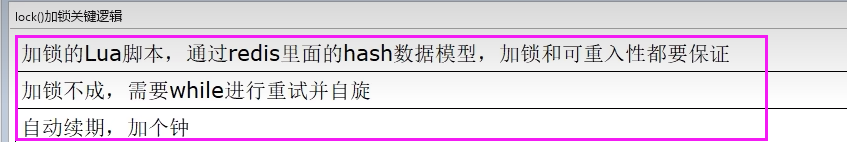 lock()加锁关键逻辑
加锁的Lua脚本，通过redis里面的hash数据模型，加锁和可重入性都要保证
加锁不成，需要while进行重试并自旋
自动续期，加个钟